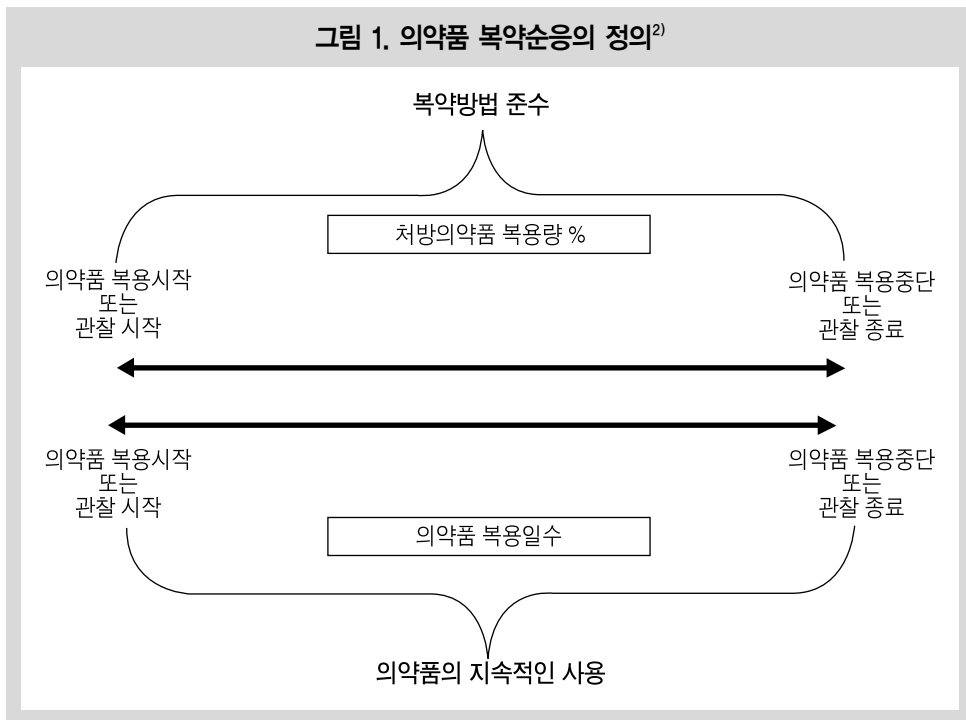 그림 1. 의약품 복약순응의 정의2)
복약방법 준수
처방의약품 복용량 %
의약품 복용시작
또는
관찰 시작
의약품 복용중단
또는
관찰 종료
의약품 복용시작
또는
관찰 시작
의약품 복용중단
또는
관찰 종료
의약품 복용일수
의약품의 지속적인 사용